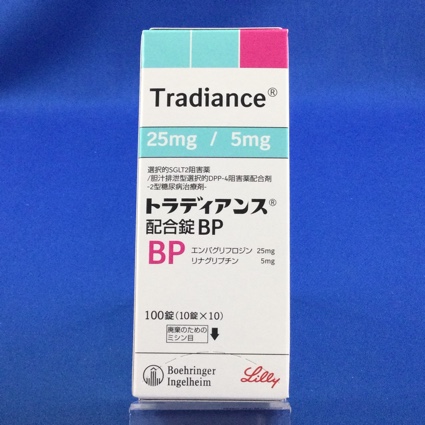 Tradiance®
25mg / 5mg
選択的SGLT2阻害薬
/胆汁排泄型選択的DPP-4阻害薬配合剤
-2型糖尿病治療剤-
トラディアンス®
配合錠BP
BP エンパグリフロジン 25mg
リナグリプチン 5mg
100錠(10錠×10)
廃棄のための
ミシン目
Boehringer
Ingelheim
Lilly